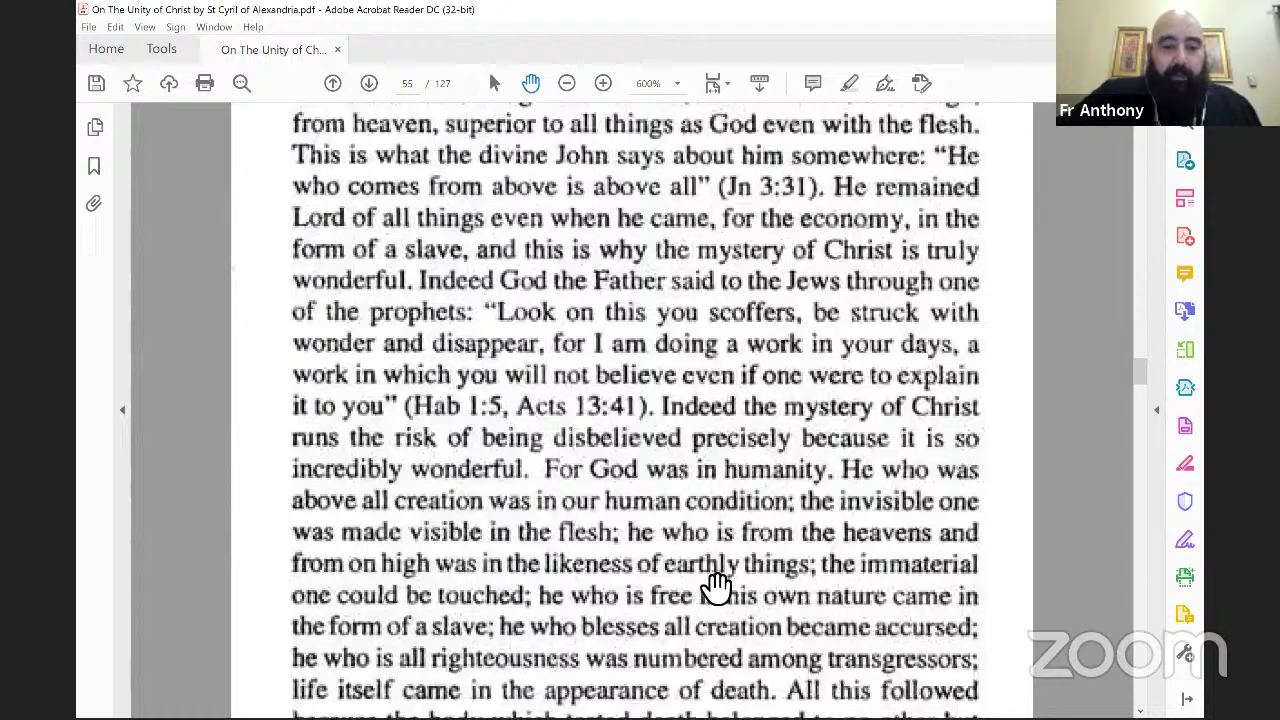 On The Unity of Christ by St Cyril of Alexandria.pdf - Adobe Acrobat Reader DC (32-bit)
File Edit View Sign Window Help
Home Tools On The Unity of Ch... ×
55 / 127 600%
Fr Anthony
from heaven, superior to all things as God even with the flesh.
This is what the divine John says about him somewhere: “He
who comes from above is above all” (Jn 3:31). He remained
Lord of all things even when he came, for the economy, in the
form of a slave, and this is why the mystery of Christ is truly
wonderful. Indeed God the Father said to the Jews through one
of the prophets: “Look on this you scoffers, be struck with
wonder and disappear, for I am doing a work in your days, a
work in which you will not believe even if one were to explain
it to you” (Hab 1:5, Acts 13:41). Indeed the mystery of Christ
runs the risk of being disbelieved precisely because it is so
incredibly wonderful. For God was in humanity. He who was
above all creation was in our human condition; the invisible one
was made visible in the flesh; he who is from the heavens and
from on high was in the likeness of earthly things; the immaterial
one could be touched; he who is free his own nature came in
the form of a slave; he who blesses all creation became accursed;
he who is all righteousness was numbered among transgressors;
life itself came in the appearance of death. All this followed
because the body which tasted death belonged to no other but
zoom